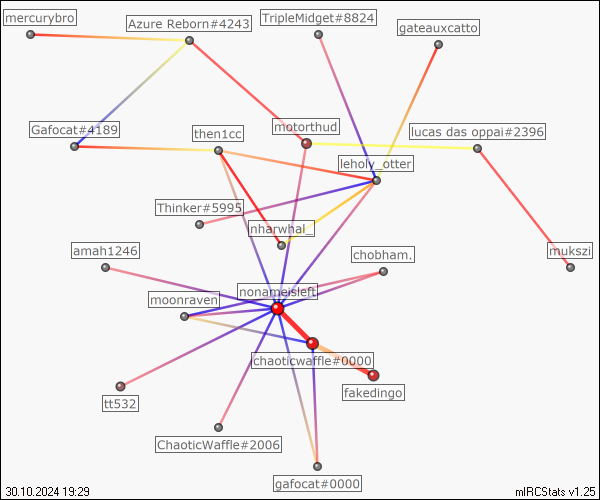 mercurybro
Azure Reborn#4243
TripleMidget#8824
gateauxcatto
Gafocat#4189
then1cc
motorthud
lucas das oppai#2396
leholy_otter
Thinker#5995
nharwhal_
amah1246
chobham.
mukszi
moonraven
nonameisleft
chaoticwaffle#0000
fakedingo
tt532
ChaoticWaffle#2006
gafocat#0000
30.10.2024 19:29
mIRCStats v1.25